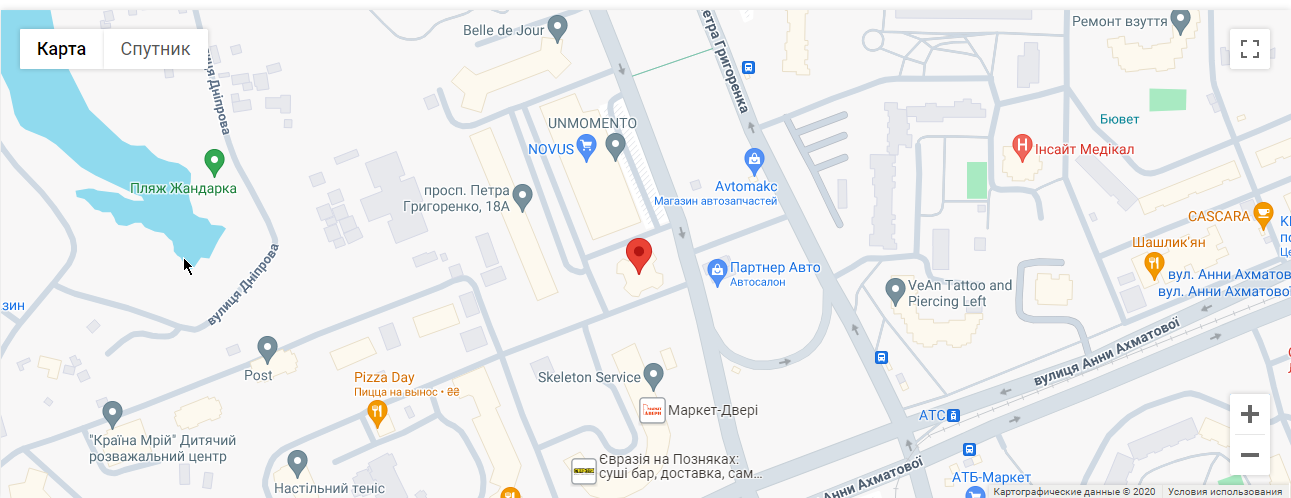 Карта
Спутник
Belle de Jour
Ремонт взуття
етра Григоренка
иця Дніпрова
UNMOMENTO
NOVUS
Бювет
Інсайт Медікал
Пляж Жандарка
просп. Петра
Григоренко, 18А
Avtomakc
Магазин автозапчастей
CASCARA
Шашлик'ян
вул. Анни Ахматов
вул. Анни Ахматової
Партнер Авто
Автосалон
VeAn Tattoo and
Piercing Left
вулиця Дніпрова
зин
вулиця Анни Ахматової
Post
Pizza Day
Пицца на вынос • ₴₴
Skeleton Service
Маркет-Двері
АТС
"Країна Мрій" Дитячий
розважальний центр
Євразія на Позняках:
суші бар, доставка, сам...
Настільний теніс
Анни Ахматової
АТБ-Маркет
Картографические данные © 2020
Условия использования